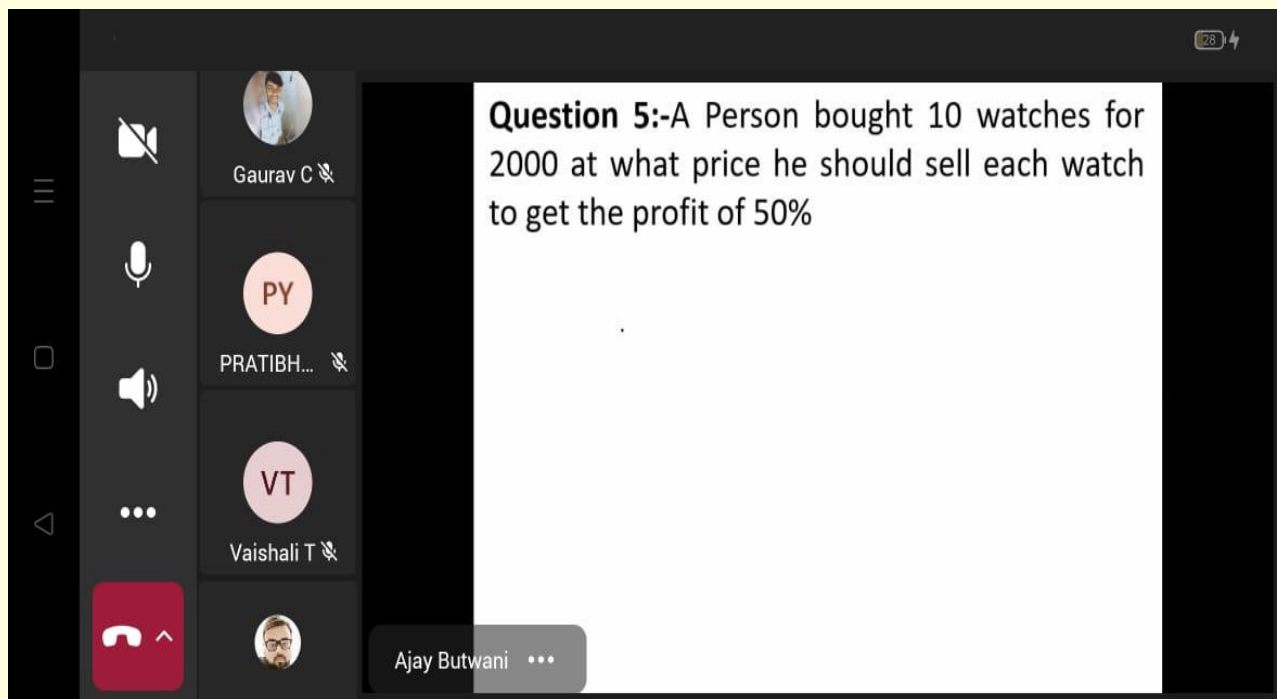 28
Gaurav C
PY
PRATIBH...
VT
Vaishali T
Question 5:-A Person bought 10 watches for
2000 at what price he should sell each watch
to get the profit of 50%
Ajay Butwani